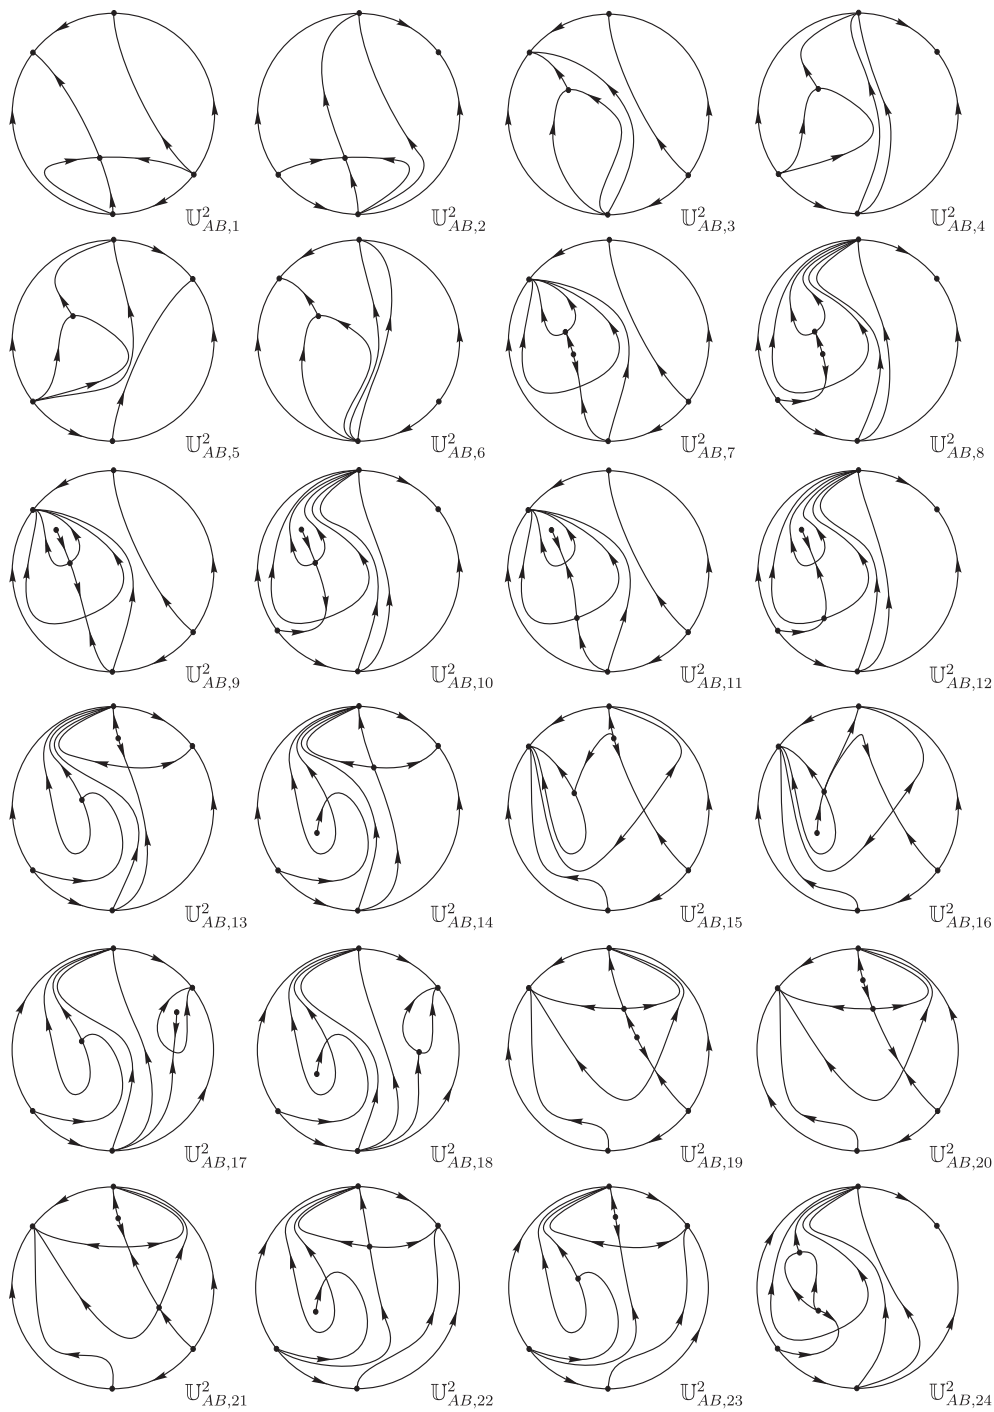 𝕌²_{AB,1} 𝕌²_{AB,2} 𝕌²_{AB,3} 𝕌²_{AB,4}
𝕌²_{AB,5} 𝕌²_{AB,6} 𝕌²_{AB,7} 𝕌²_{AB,8}
𝕌²_{AB,9} 𝕌²_{AB,10} 𝕌²_{AB,11} 𝕌²_{AB,12}
𝕌²_{AB,13} 𝕌²_{AB,14} 𝕌²_{AB,15} 𝕌²_{AB,16}
𝕌²_{AB,17} 𝕌²_{AB,18} 𝕌²_{AB,19} 𝕌²_{AB,20}
𝕌²_{AB,21} 𝕌²_{AB,22} 𝕌²_{AB,23} 𝕌²_{AB,24}